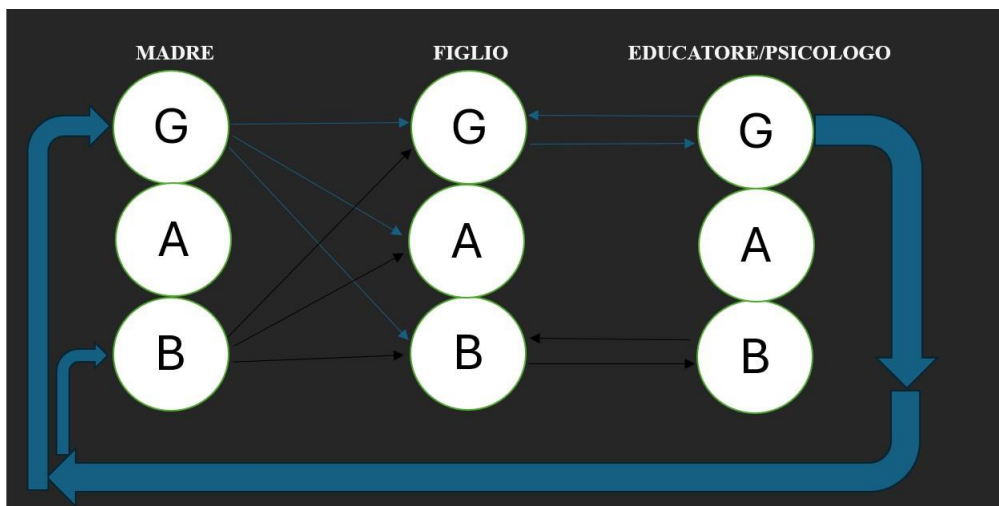 MADRE FIGLIO EDUCATORE/PSICOLOGO
G G G
A A A
B B B